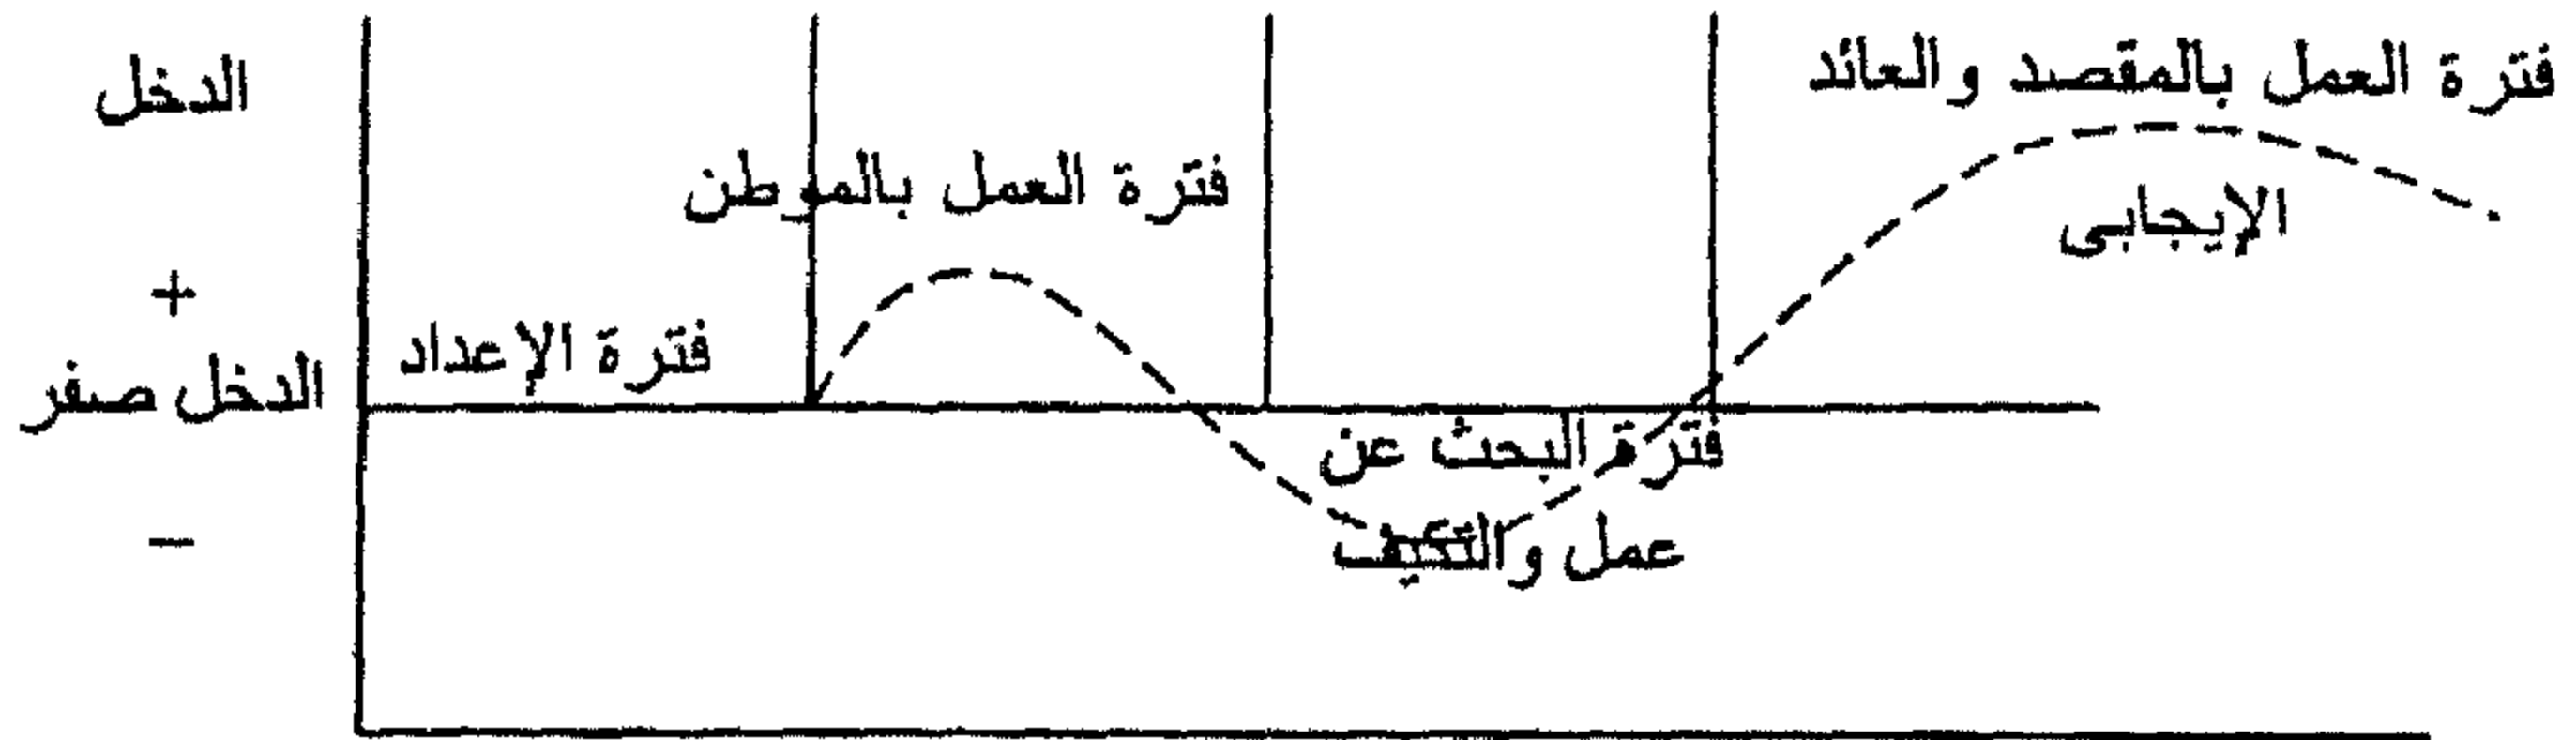 الدخل
فترة العمل بالمقصد والعائد
الإيجابى
فترة العمل بالموطن
+
فترة الإعداد
الدخل صفر
فترة البحث عن
عمل والتكيف
−